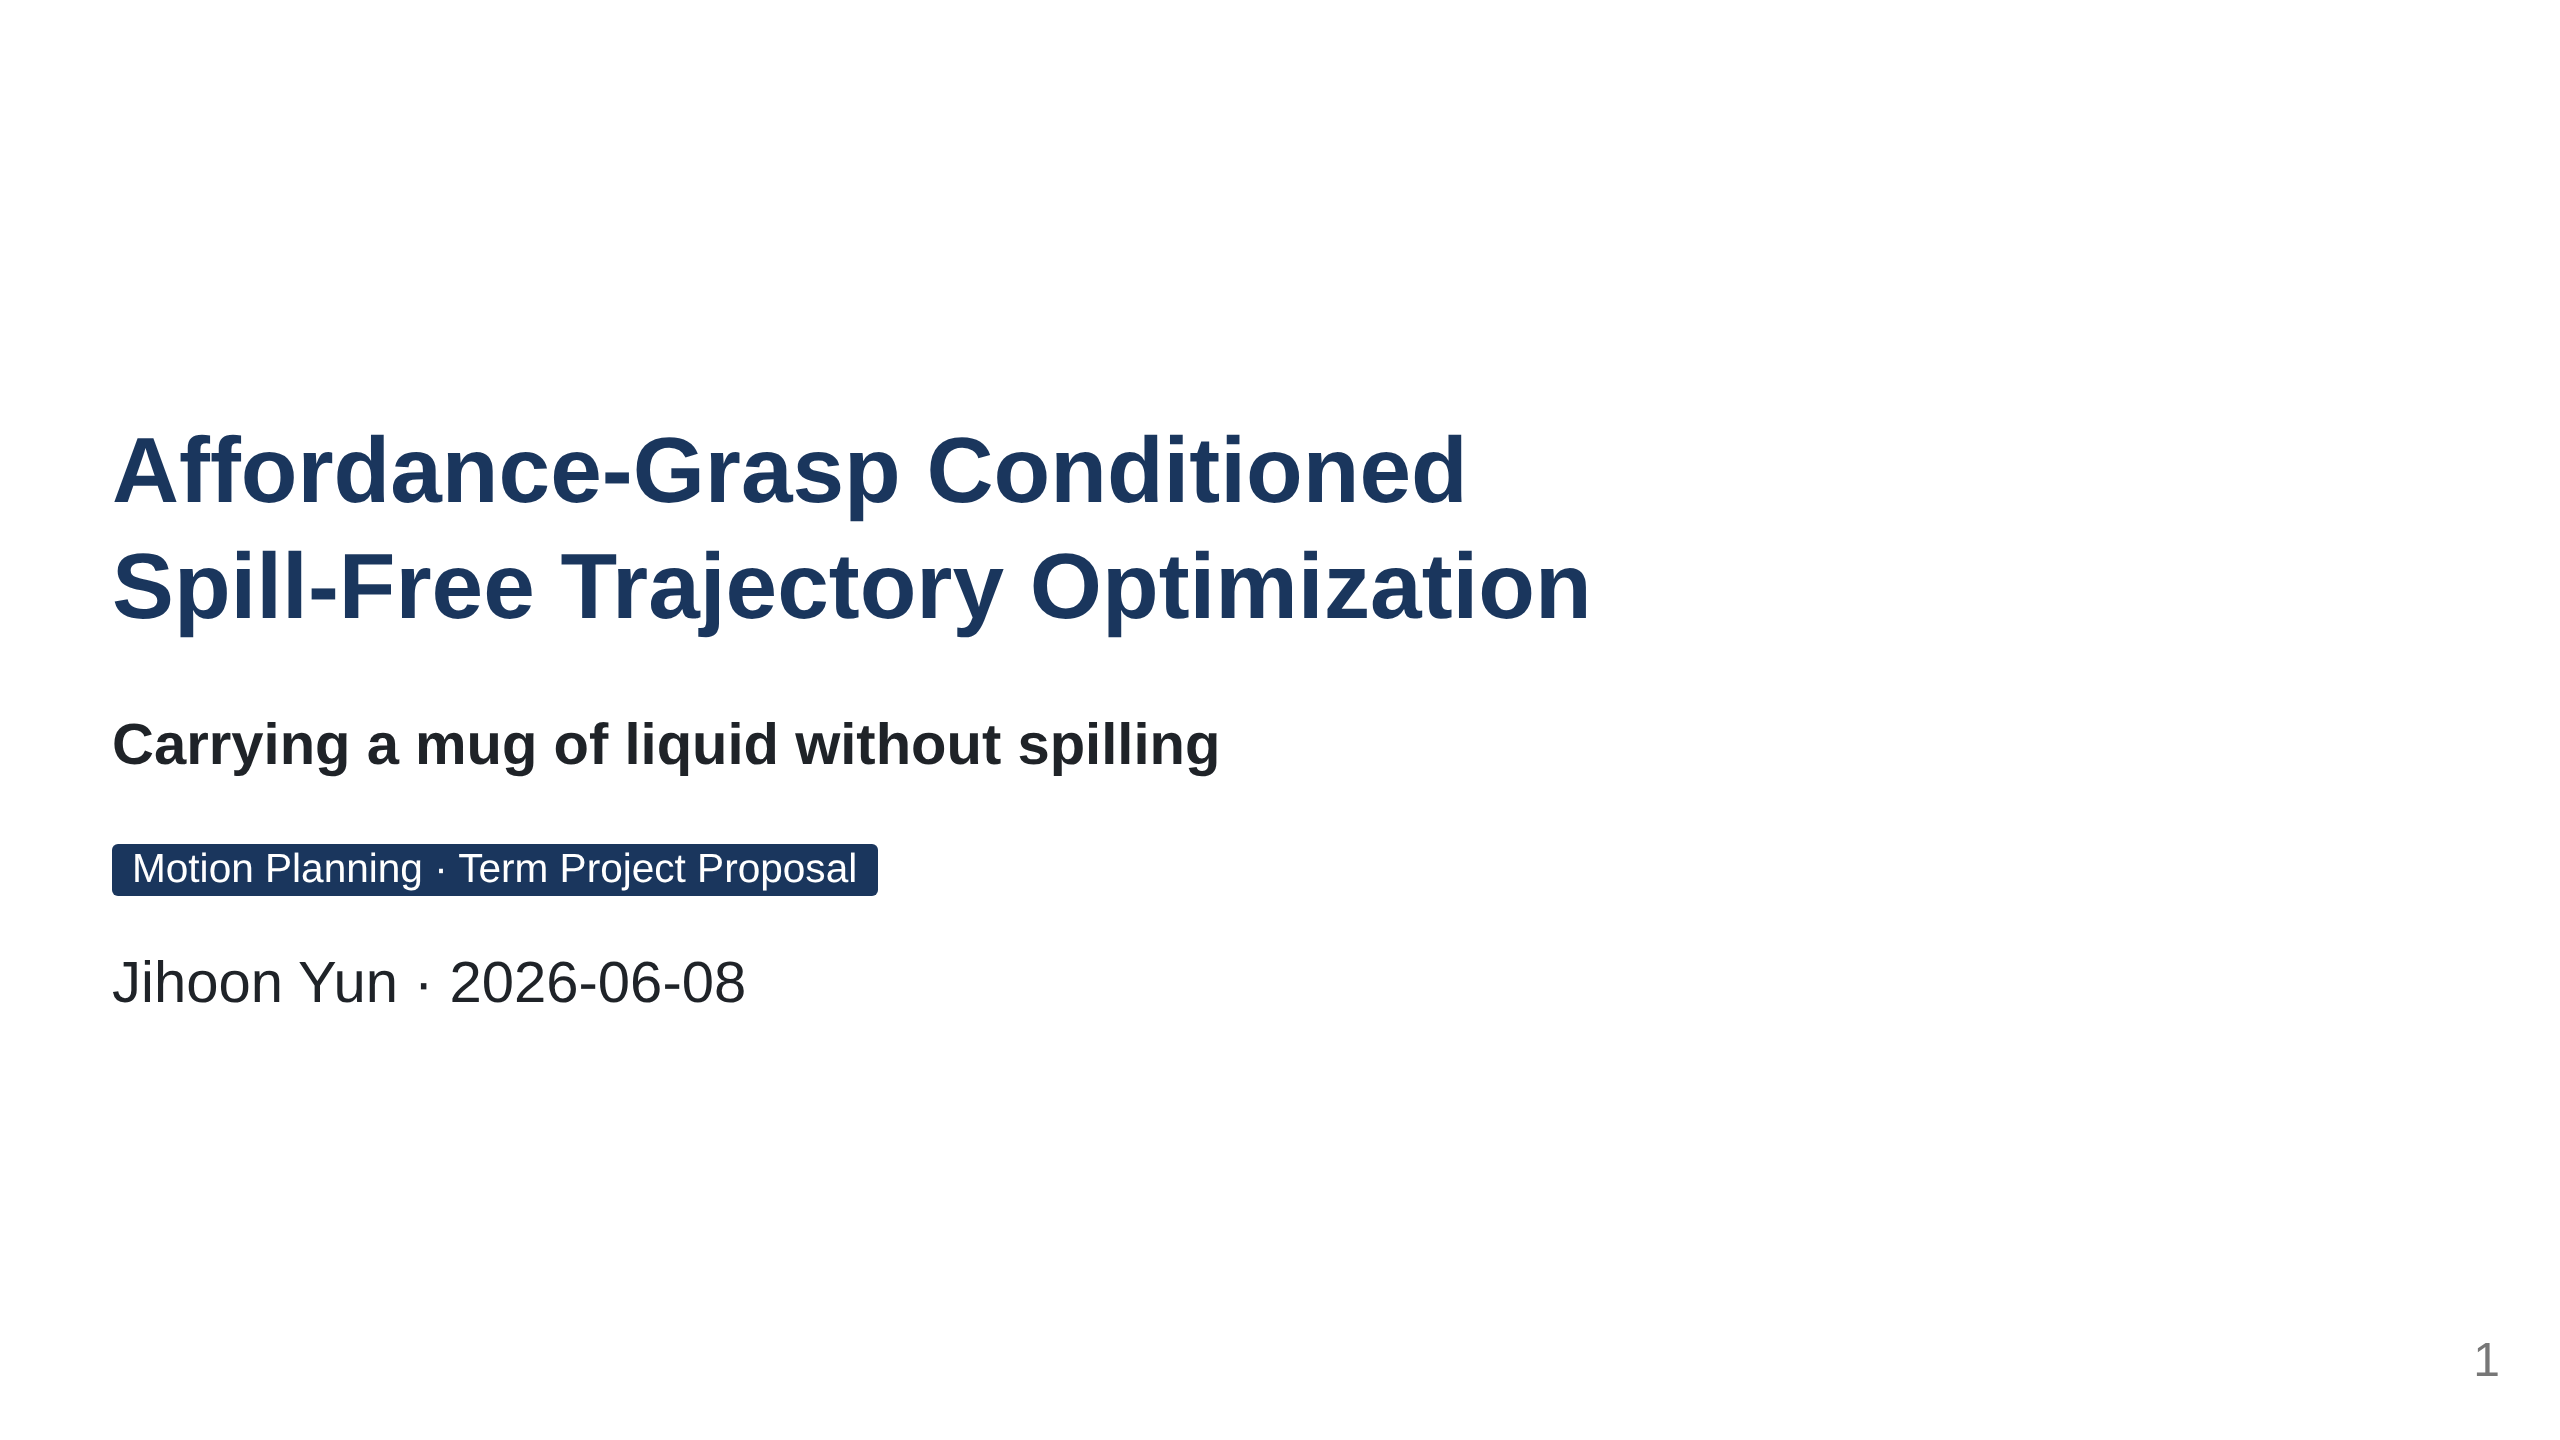 Affordance-Grasp Conditioned
Spill-Free Trajectory Optimization
Carrying a mug of liquid without spilling
Motion Planning · Term Project Proposal
Jihoon Yun · 2026-06-08
1